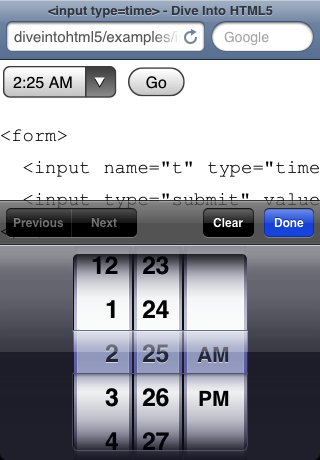 <input type=time> - Dive Into HTML5
diveintohtml5/examples/i
Google
2:25 AM
Go
<form>
<input name="t" type="time
<input type="submit" value
Previous
Next
Clear
Done
12 23
1 24
2 25 AM
3 26 PM
4 27